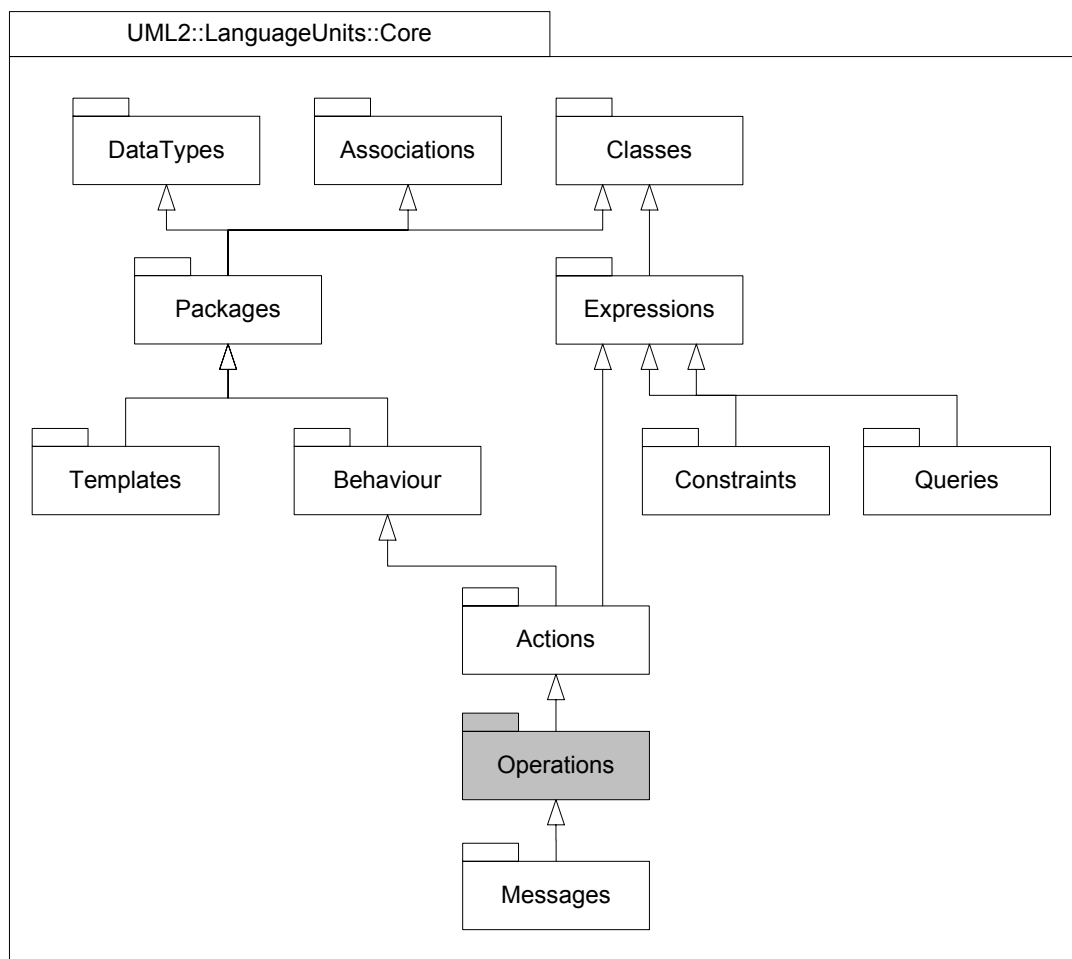 UML2::LanguageUnits::Core
DataTypes
Associations
Classes
Packages
Expressions
Templates
Behaviour
Constraints
Queries
Actions
Operations
Messages